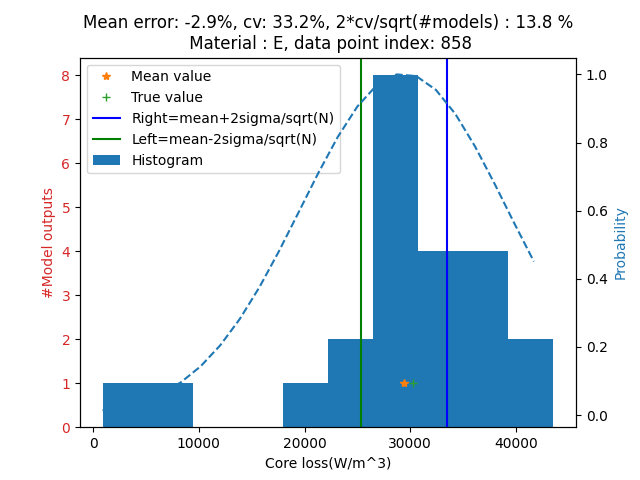 Mean error: -2.9%, cv: 33.2%, 2*cv/sqrt(#models) : 13.8 %
Material : E, data point index: 858
Mean value
True value
Right=mean+2sigma/sqrt(N)
Left=mean-2sigma/sqrt(N)
Histogram
8
7
6
5
4
3
2
1
0
#Model outputs
1.0
0.8
0.6
0.4
0.2
0.0
Probability
0
10000
20000
30000
40000
Core loss(W/m^3)